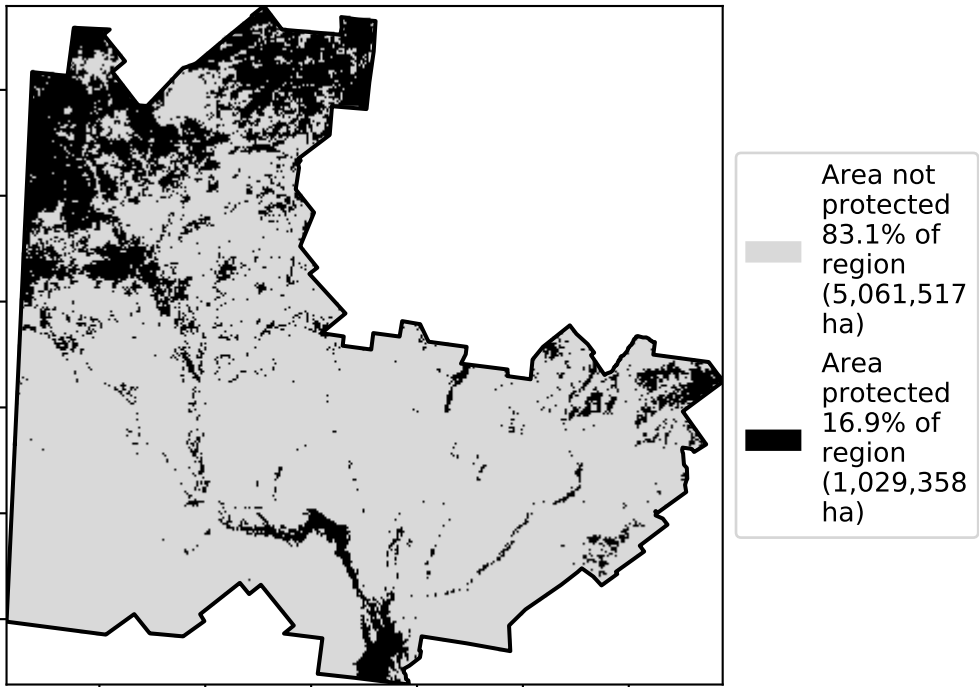 Area not
protected
83.1% of
region
(5,061,517
ha)
Area
protected
16.9% of
region
(1,029,358
ha)